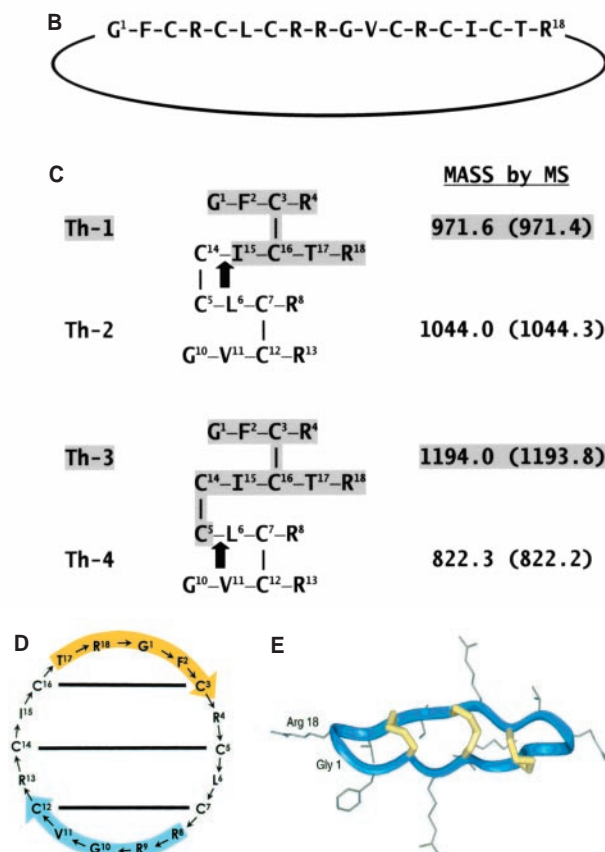 B
G¹–F–C–R–C–L–C–R–R–G–V–C–R–C–I–C–T–R¹⁸
C
MASS by MS
G¹–F²–C³–R⁴
Th-1 971.6 (971.4)
C¹⁴–I¹⁵–C¹⁶–T¹⁷–R¹⁸
C⁵–L⁶–C⁷–R⁸
Th-2 1044.0 (1044.3)
G¹⁰–V¹¹–C¹²–R¹³
G¹–F²–C³–R⁴
Th-3 1194.0 (1193.8)
C¹⁴–I¹⁵–C¹⁶–T¹⁷–R¹⁸
C⁵–L⁶–C⁷–R⁸
Th-4 822.3 (822.2)
G¹⁰–V¹¹–C¹²–R¹³
D
T¹⁷ R¹⁸ G¹ F² C³ R⁴ C⁵ L⁶ C⁷ R⁸ R⁹ G¹⁰ V¹¹ C¹² R¹³ C¹⁴ I¹⁵ C¹⁶
E
Arg 18
Gly 1